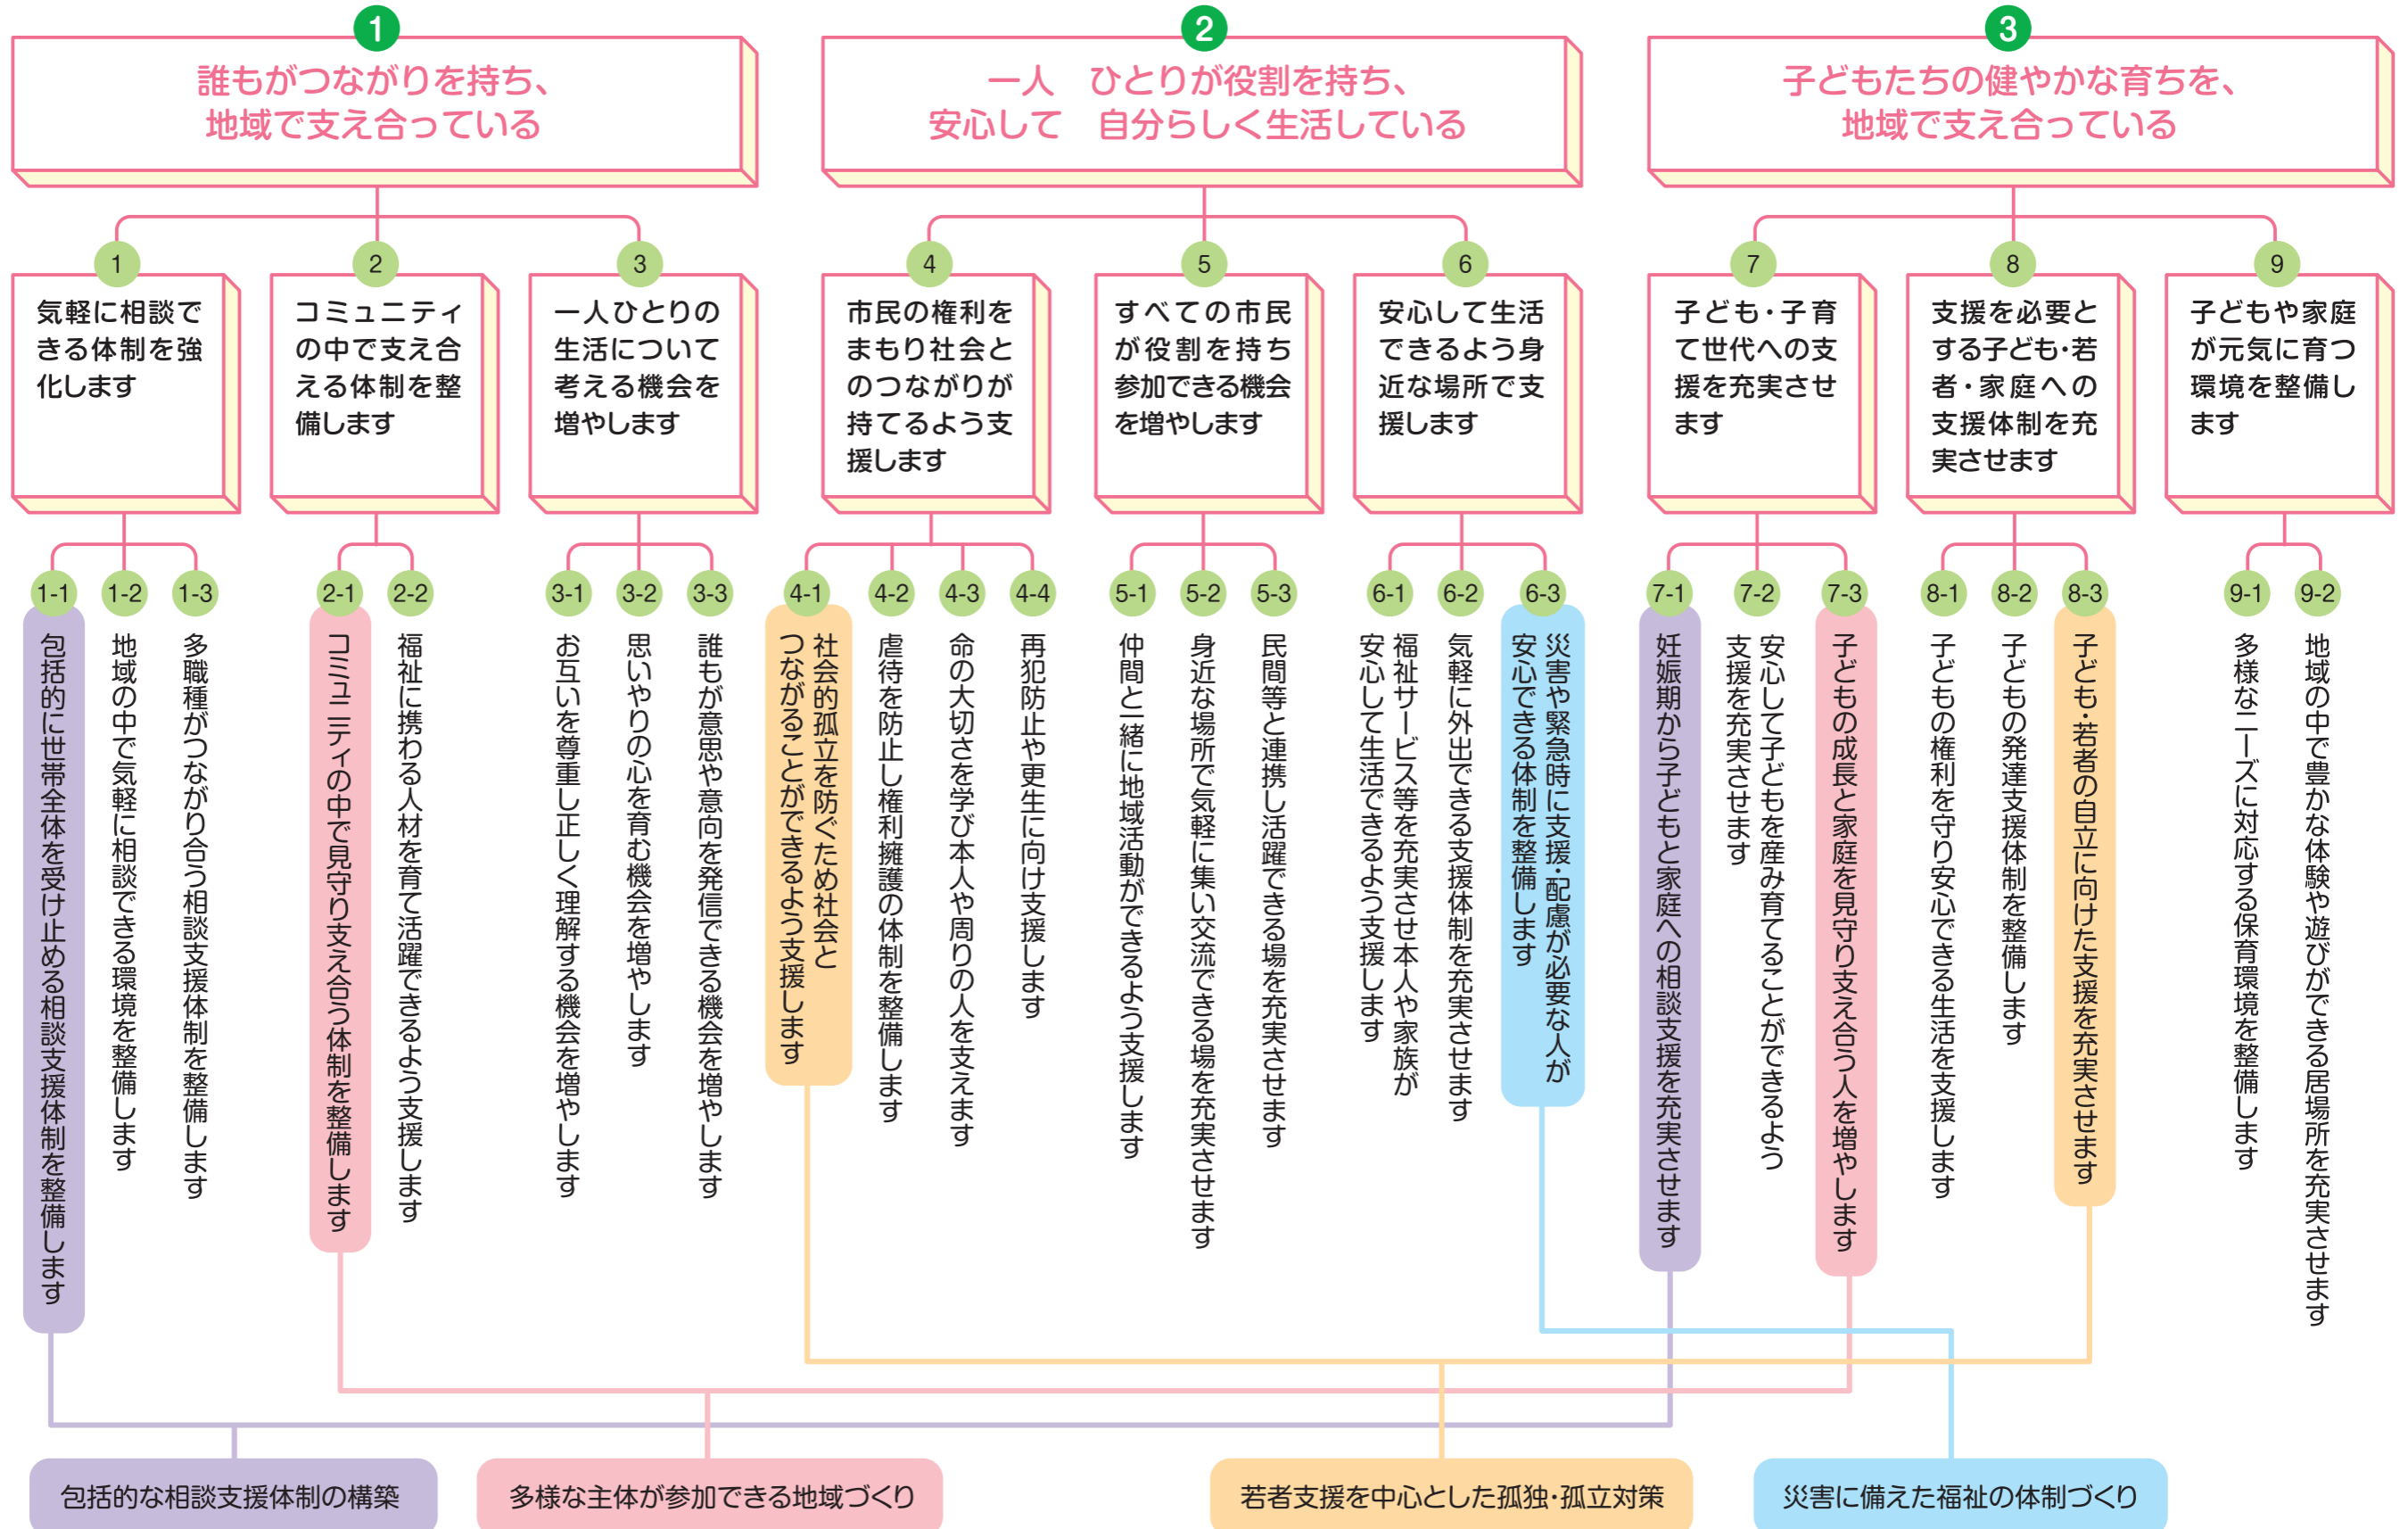 1
誰もがつながりを持ち、
地域で支え合っている
2
一人　ひとりが役割を持ち、
安心して　自分らしく生活している
3
子どもたちの健やかな育ちを、
地域で支え合っている
1
気軽に相談で
きる体制を強
化します
2
コミュニティ
の中で支え合
える体制を整
備します
3
一人ひとりの
生活について
考える機会を
増やします
4
市民の権利を
まもり社会と
のつながりが
持てるよう支
援します
5
すべての市民
が役割を持ち
参加できる機会
を増やします
6
安心して生活
できるよう身
近な場所で支
援します
7
子ども・子育
て世代への支
援を充実させ
ます
8
支援を必要と
する子ども・若
者・家庭への
支援体制を充
実させます
9
子どもや家庭
が元気に育つ
環境を整備し
ます
1-1
包括的に世帯全体を受け止める相談支援体制を整備します
1-2
地域の中で気軽に相談できる環境を整備します
1-3
多職種がつながり合う相談支援体制を整備します
2-1
コミュニティの中で見守り支え合う体制を整備します
2-2
福祉に携わる人材を育て活躍できるよう支援します
3-1
お互いを尊重し正しく理解する機会を増やします
3-2
思いやりの心を育む機会を増やします
3-3
誰もが意思や意向を発信できる機会を増やします
4-1
社会的孤立を防ぐため社会と
つながることができるよう支援します
4-2
虐待を防止し権利擁護の体制を整備します
4-3
命の大切さを学び本人や周りの人を支えます
4-4
再犯防止や更生に向け支援します
5-1
仲間と一緒に地域活動ができるよう支援します
5-2
身近な場所で気軽に集い交流できる場を充実させます
5-3
民間等と連携し活躍できる場を充実させます
6-1
福祉サービス等を充実させ本人や家族が
安心して生活できるよう支援します
6-2
気軽に外出できる支援体制を充実させます
6-3
災害や緊急時に支援・配慮が必要な人が
安心できる体制を整備します
7-1
妊娠期から子どもと家庭への相談支援を充実させます
7-2
安心して子どもを産み育てることができるよう
支援を充実させます
7-3
子どもの成長と家庭を見守り支え合う人を増やします
8-1
子どもの権利を守り安心できる生活を支援します
8-2
子どもの発達支援体制を整備します
8-3
子ども・若者の自立に向けた支援を充実させます
9-1
多様なニーズに対応する保育環境を整備します
9-2
地域の中で豊かな体験や遊びができる居場所を充実させます
包括的な相談支援体制の構築
多様な主体が参加できる地域づくり
若者支援を中心とした孤独・孤立対策
災害に備えた福祉の体制づくり